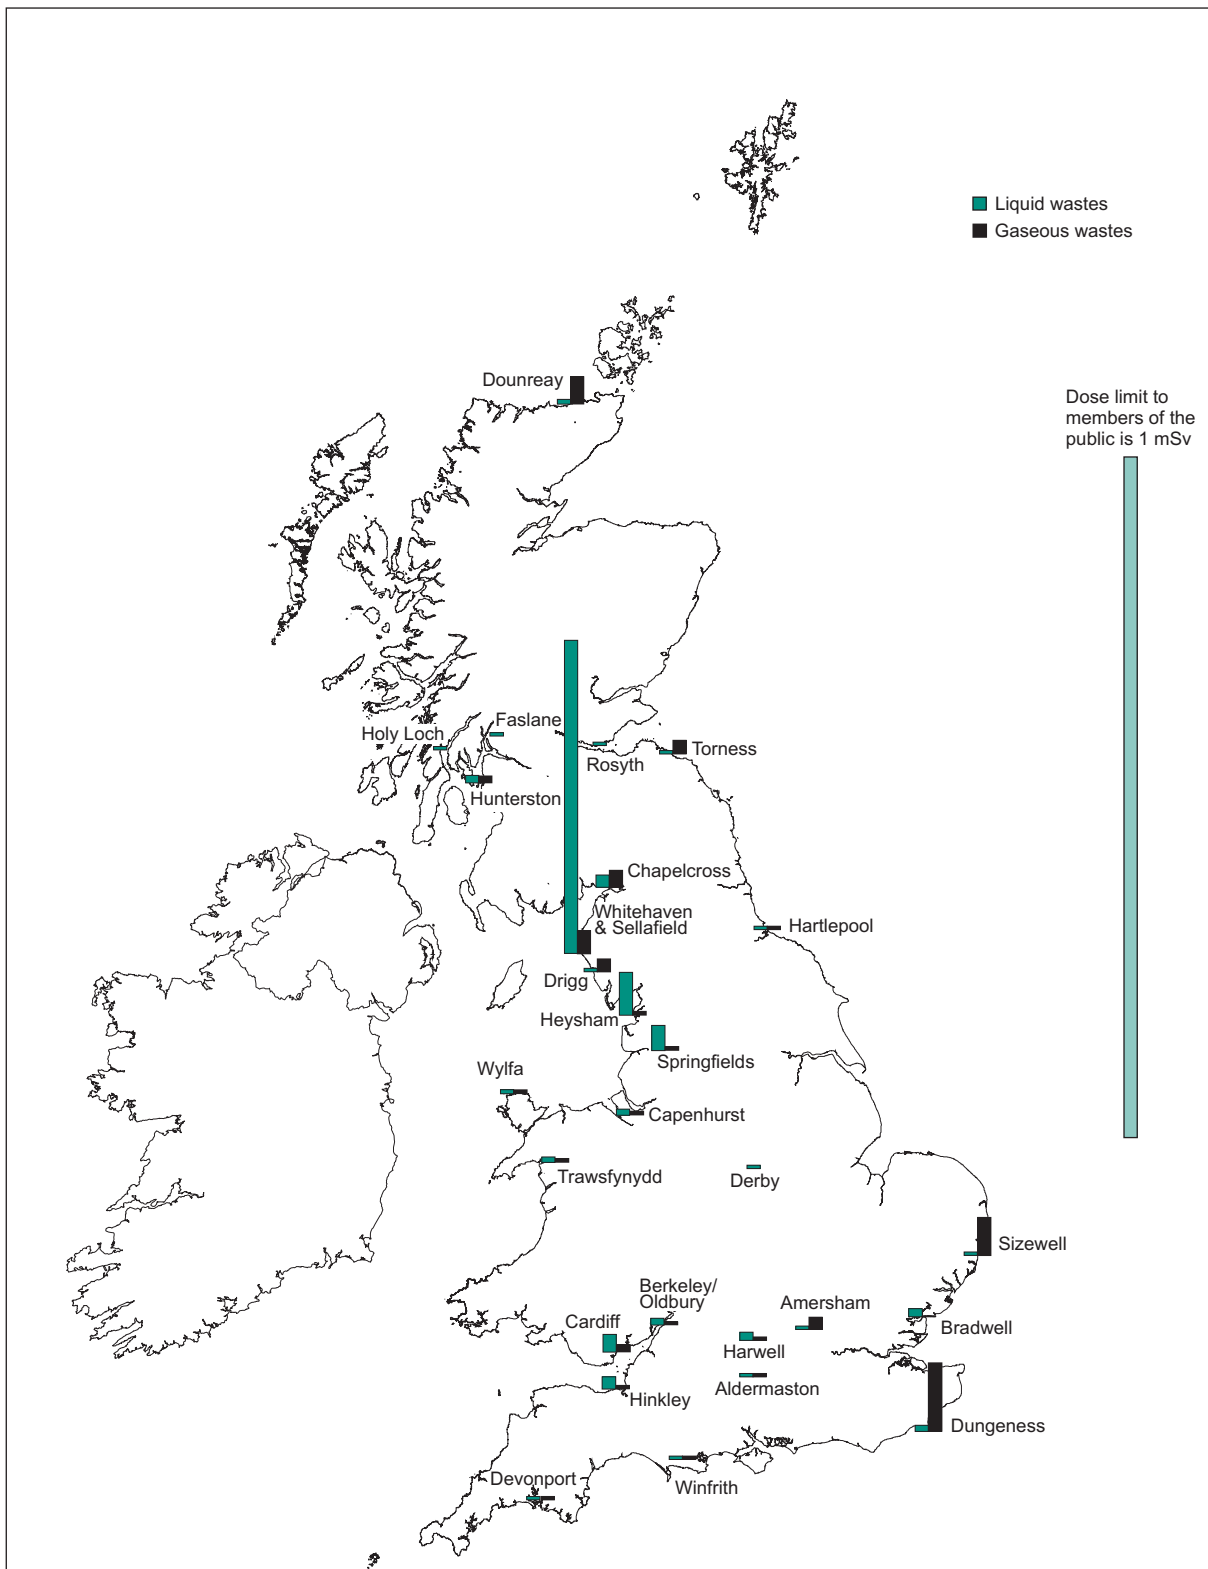 Liquid wastes
Gaseous wastes
Dounreay
Dose limit to
members of the
public is 1 mSv
Faslane
Holy Loch
Rosyth
Torness
Hunterston
Chapelcross
Whitehaven
& Sellafield
Hartlepool
Drigg
Heysham
Springfields
Wylfa
Capenhurst
Trawsfynydd
Derby
Sizewell
Berkeley/
Oldbury
Amersham
Cardiff
Bradwell
Harwell
Aldermaston
Hinkley
Dungeness
Devonport
Winfrith